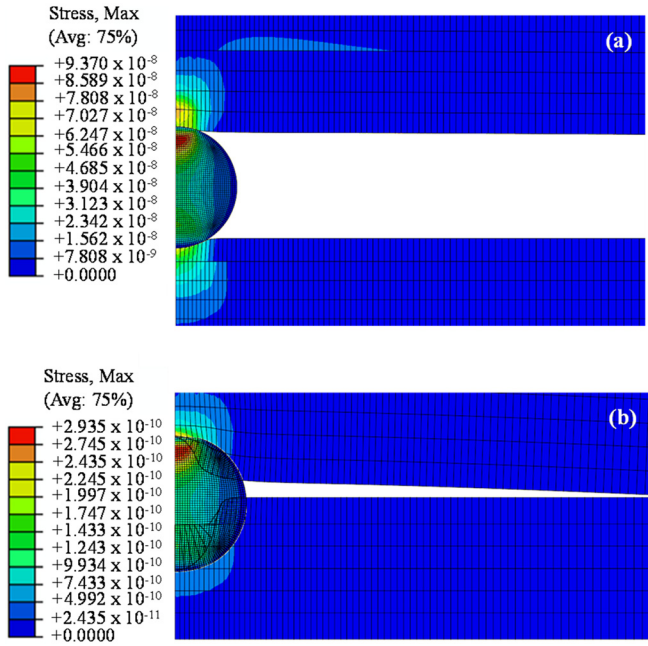 Stress, Max
(Avg: 75%)
(a)
+9.370 x 10-8
+8.589 x 10-8
+7.808 x 10-8
+7.027 x 10-8
+6.247 x 10-8
+5.466 x 10-8
+4.685 x 10-8
+3.904 x 10-8
+3.123 x 10-8
+2.342 x 10-8
+1.562 x 10-8
+7.808 x 10-9
+0.0000
Stress, Max
(Avg: 75%)
(b)
+2.935 x 10-10
+2.745 x 10-10
+2.435 x 10-10
+2.245 x 10-10
+1.997 x 10-10
+1.747 x 10-10
+1.433 x 10-10
+1.243 x 10-10
+9.934 x 10-10
+7.433 x 10-10
+4.992 x 10-10
+2.435 x 10-11
+0.0000